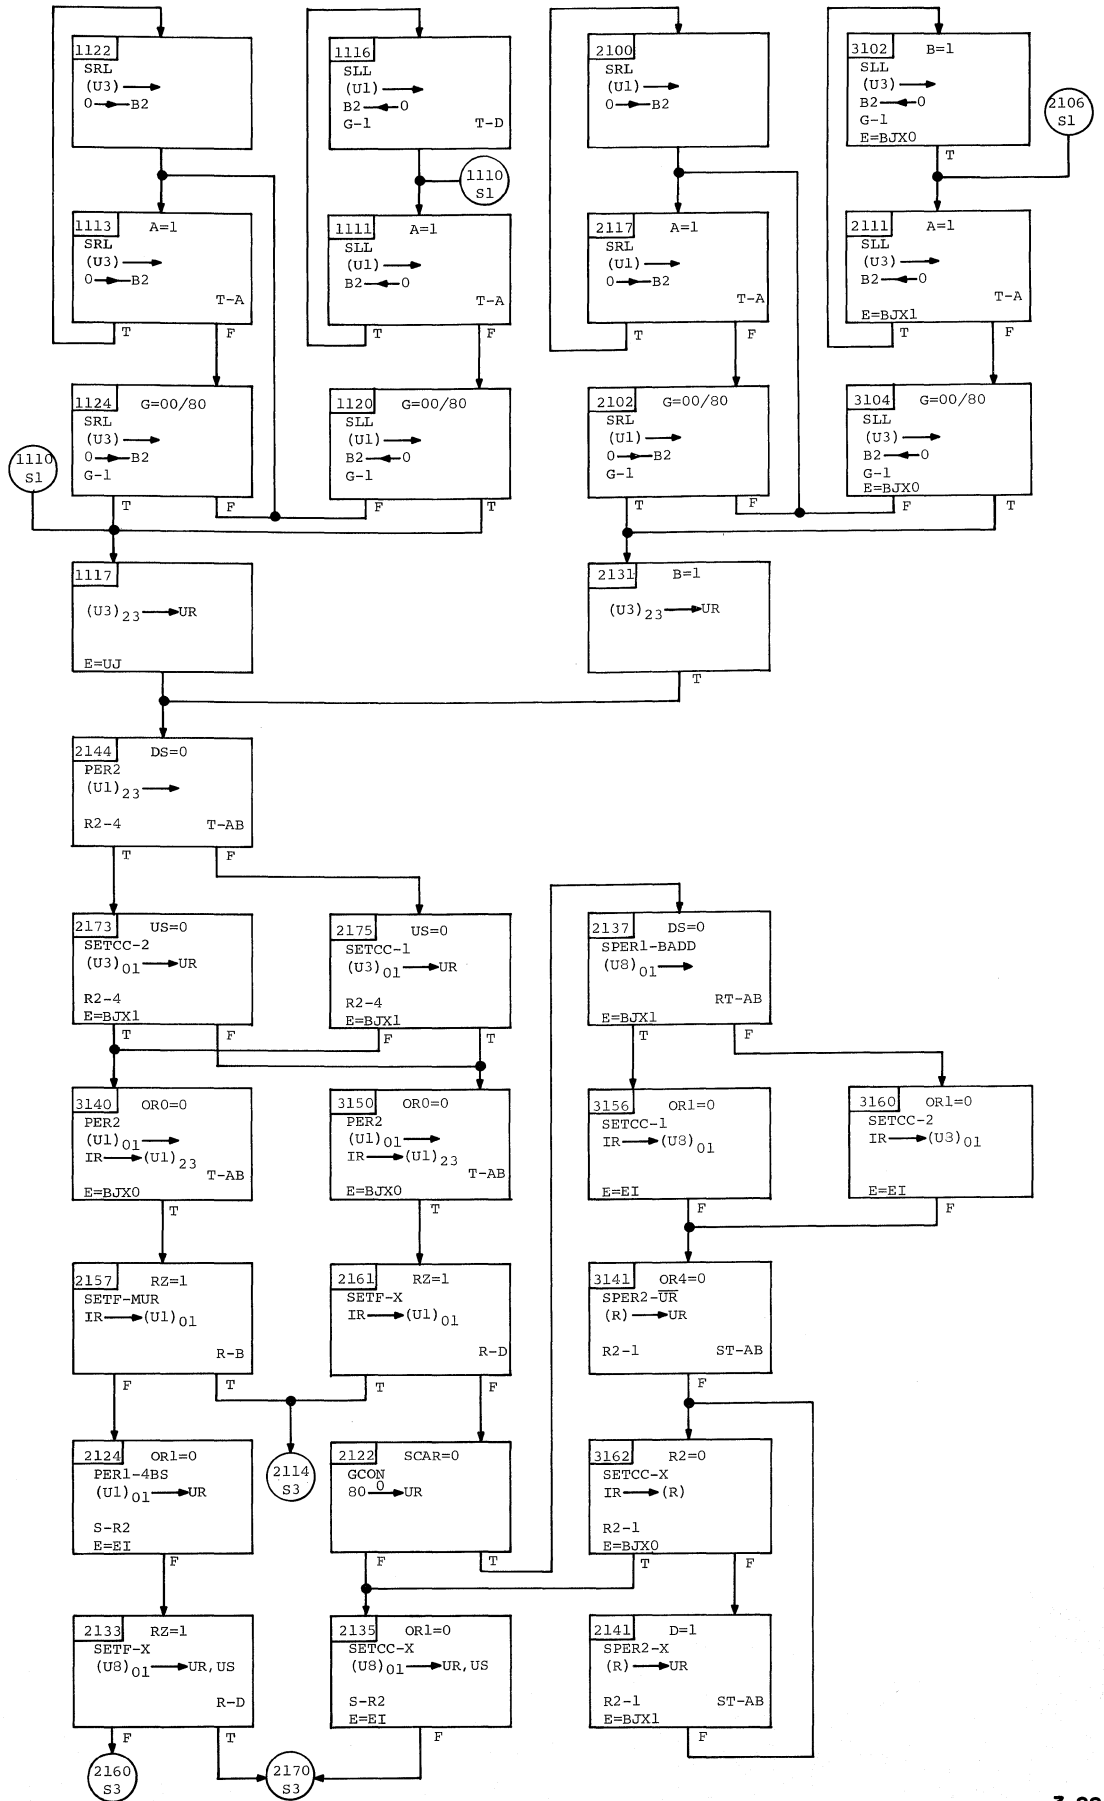 1122
SRL
(U3)
0 B2
1116
SLL
(U1)
B2 0
G-1
T-D
2100
SRL
(U1)
0 B2
3102 B=1
SLL
(U3)
B2 0
G-1
E=BJX0
T
2106
S1
1110
S1
1113 A=1
SRL
(U3)
0 B2
T-A
T F
1111 A=1
SLL
(U1)
B2 0
T-A
T F
2117 A=1
SRL
(U1)
0 B2
T-A
T F
2111 A=1
SLL
(U3)
B2 0
T-A
E=BJX1
T F
1110
S1
1124 G=00/80
SRL
(U3)
0 B2
G-1
T F
1120 G=00/80
SLL
(U1)
B2 0
G-1
F T
2102 G=00/80
SRL
(U1)
0 B2
G-1
T F
3104 G=00/80
SLL
(U3)
B2 0
G-1
E=BJX0
F T
1117
(U3)23 UR
E=UJ
2131 B=1
(U3)23 UR
T
2144 DS=0
PER2
(U1)23
R2-4 T-AB
T F
2173 US=0
SETCC-2
(U3)01 UR
R2-4
E=BJX1
T F
2175 US=0
SETCC-1
(U3)01 UR
R2-4
E=BJX1
F T
2137 DS=0
SPER1-BADD
(U8)01
RT-AB
E=BJX1
T F
3140 OR0=0
PER2
(U1)01
IR (U1)23
T-AB
E=BJX0
T
3150 OR0=0
PER2
(U1)01
IR (U1)23
T-AB
E=BJX0
T
3156 OR1=0
SETCC-1
IR (U8)01
E=EI
F
3160 OR1=0
SETCC-2
IR (U3)01
E=EI
F
2157 RZ=1
SETF-MUR
IR (U1)01
R-B
F T
2161 RZ=1
SETF-X
IR (U1)01
R-D
T F
3141 OR4=0
SPER2-UR
(R) UR
R2-1 ST-AB
F
2124 OR1=0
PER1-4BS
(U1)01 UR
S-R2
E=EI
F
2114
S3
2122 SCAR=0
GCON
80 0 UR
F T
3162 R2=0
SETCC-X
IR (R)
R2-1
E=BJX0
T F
2133 RZ=1
SETF-X
(U8)01 UR,US
R-D
F T
2135 OR1=0
SETCC-X
(U8)01 UR,US
S-R2
E=EI
F
2141 D=1
SPER2-X
(R) UR
R2-1 ST-AB
E=BJX1
F
2160
S3
2170
S3